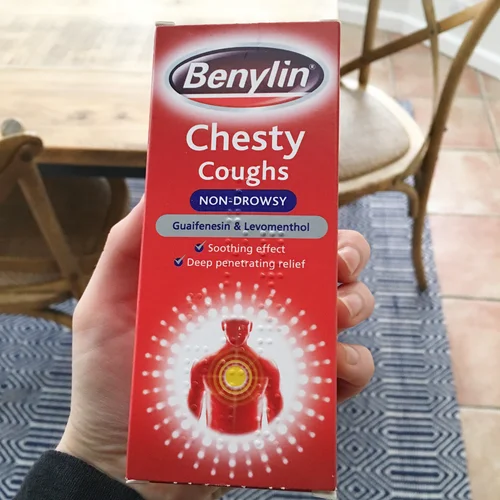 Benylin®
Chesty
Coughs
NON-DROWSY
Guaifenesin & Levomenthol
Soothing effect
Deep penetrating relief